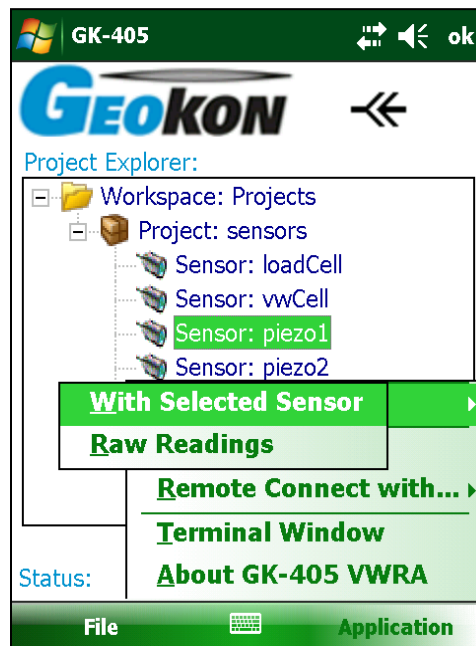 GK-405 ok
GEOKON
Project Explorer:
Workspace: Projects
Project: sensors
Sensor: loadCell
Sensor: vwCell
Sensor: piezo1
Sensor: piezo2
With Selected Sensor
Raw Readings
Remote Connect with...
Terminal Window
Status:
About GK-405 VWRA
File Application